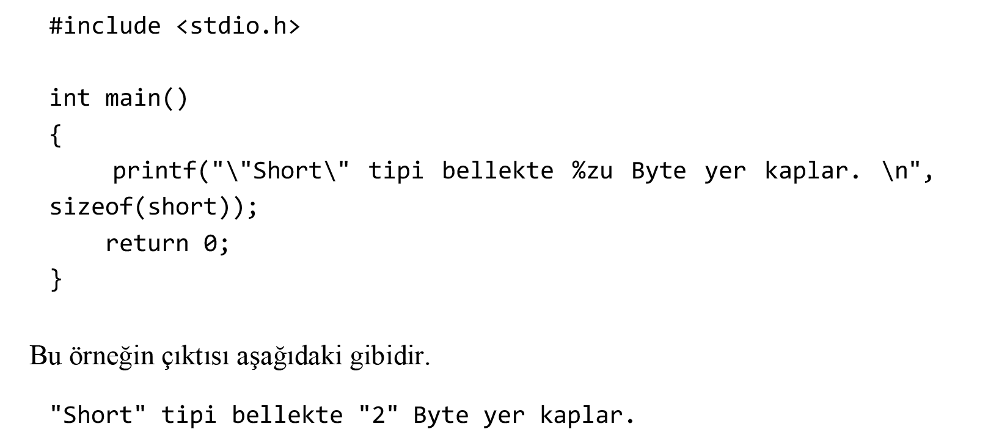 #include <stdio.h>
int main()
{
printf("\"Short\" tipi bellekte %zu Byte yer kaplar. \n",
sizeof(short));
return 0;
}
Bu örneğin çıktısı aşağıdaki gibidir.
"Short" tipi bellekte "2" Byte yer kaplar.